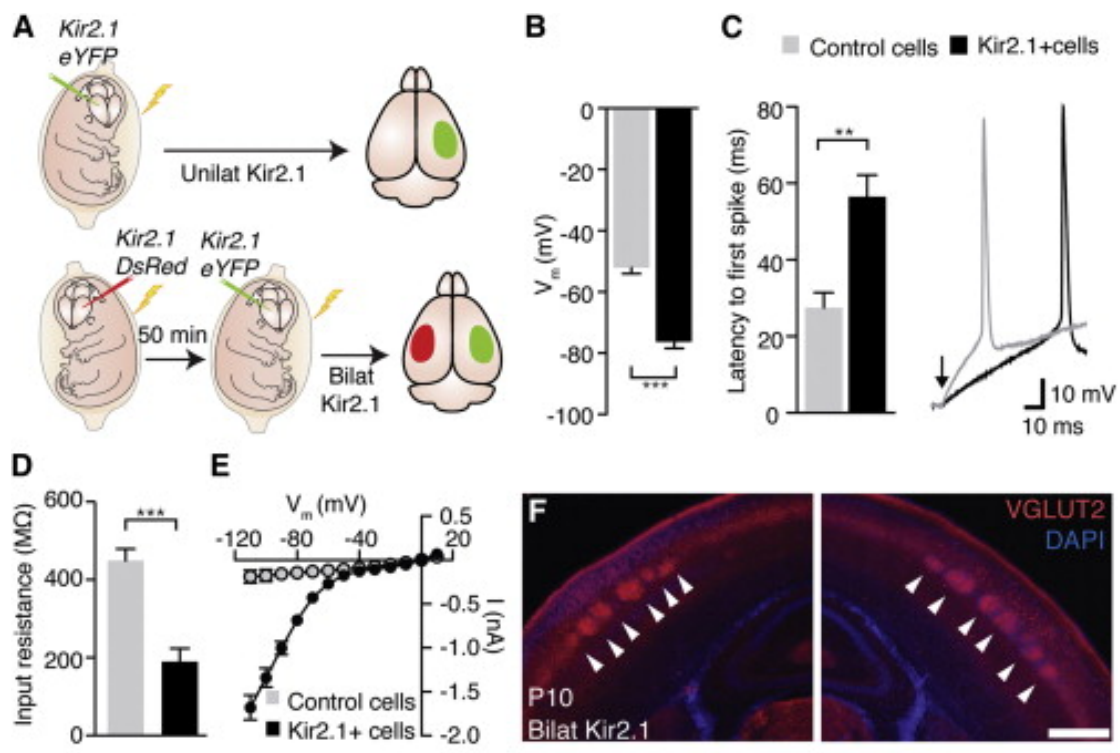 A
Kir2.1
eYFP
Unilat Kir2.1
Kir2.1
DsRed
Kir2.1
eYFP
50 min
Bilat
Kir2.1
B
0
-20
-40
-60
-80
-100
Vm (mV)
***
C
Control cells
Kir2.1+cells
80
60
40
20
0
Latency to first spike (ms)
**
10 mV
10 ms
D
600
400
200
0
Input resistance (MΩ)
***
E
Vm (mV)
-120
-80
-40
20
0.5
-0.5
-1.0
-1.5
-2.0
I (nA)
Control cells
Kir2.1+ cells
F
VGLUT2
DAPI
P10
Bilat Kir2.1